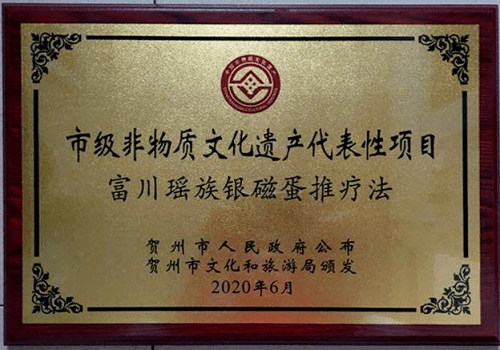 市级非物质文化遗产代表性项目
富川瑶族银磁蛋推疗法
贺州市人民政府公布
贺州市文化和旅游局颁发
2020年6月